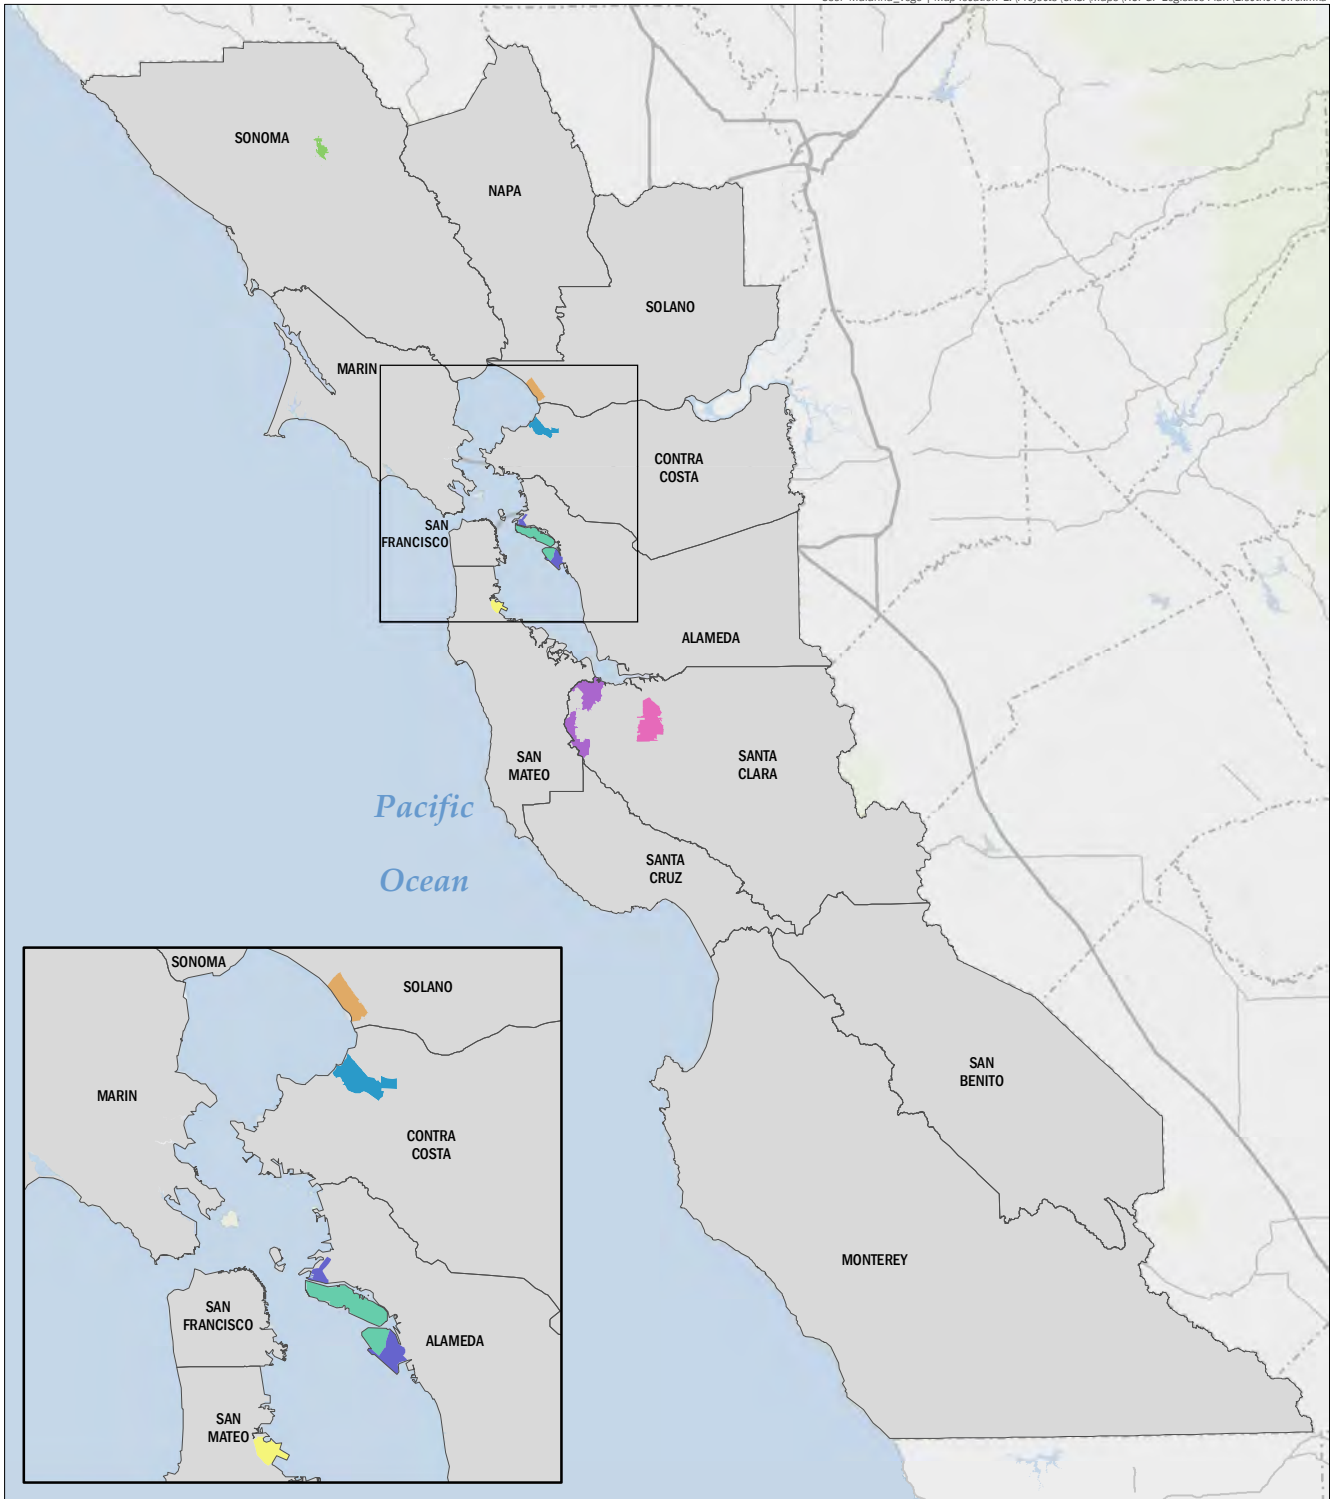 SONOMA
NAPA
SOLANO
MARIN
CONTRA
COSTA
SAN
FRANCISCO
ALAMEDA
SAN
MATEO
SANTA
CLARA
Pacific
Ocean
SANTA
CRUZ
SAN
BENITO
MONTEREY
SONOMA
SOLANO
MARIN
CONTRA
COSTA
SAN
FRANCISCO
ALAMEDA
SAN
MATEO